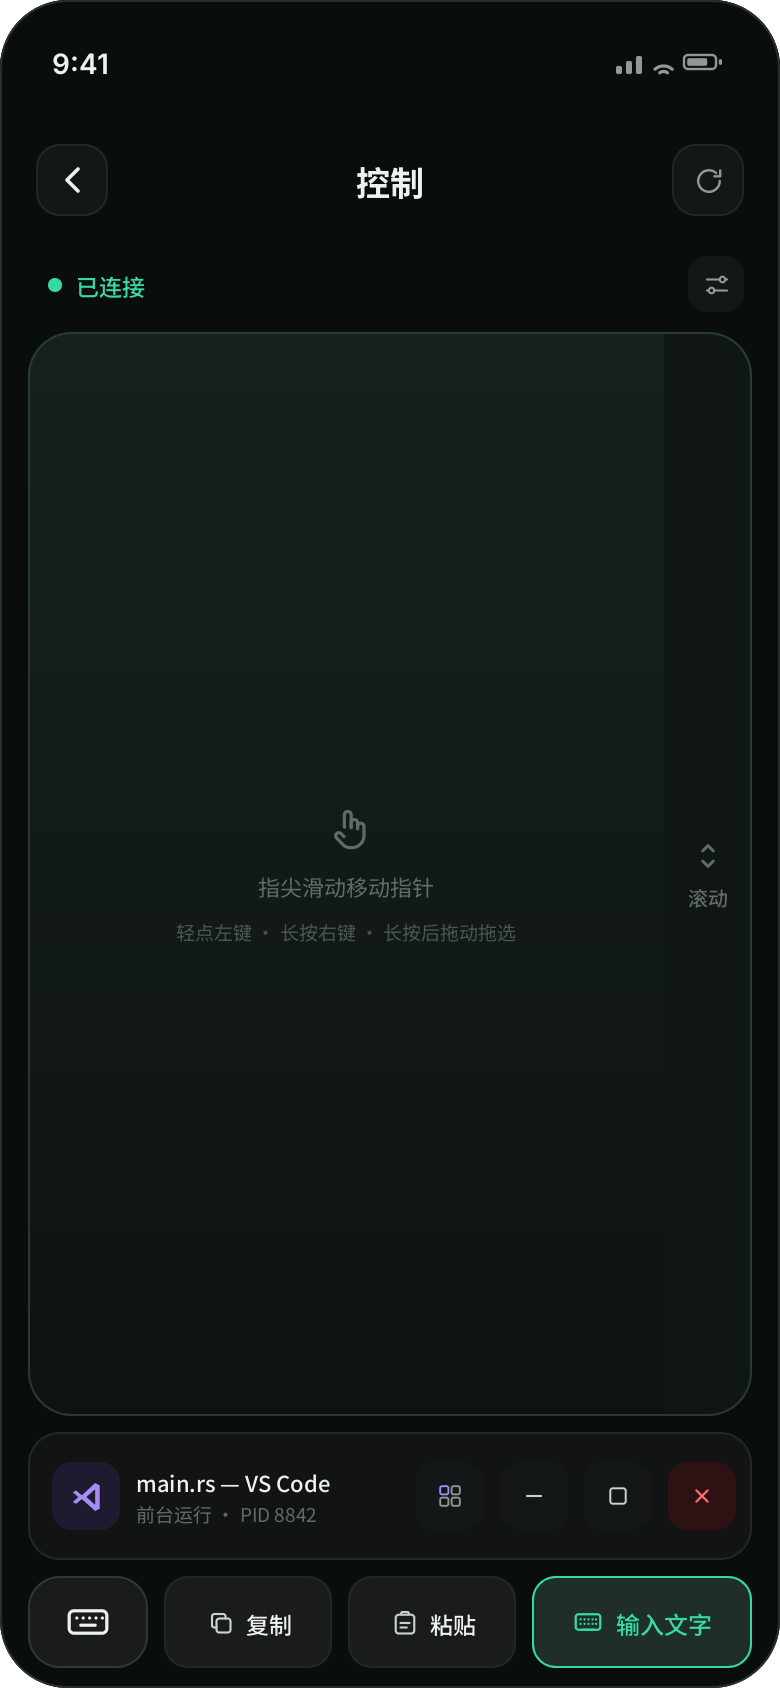 9:41
控制
已连接
指尖滑动移动指针
轻点左键 • 长按右键 • 长按后拖动拖选
滚动
main.rs — VS Code
前台运行 • PID 8842
复制
粘贴
输入文字